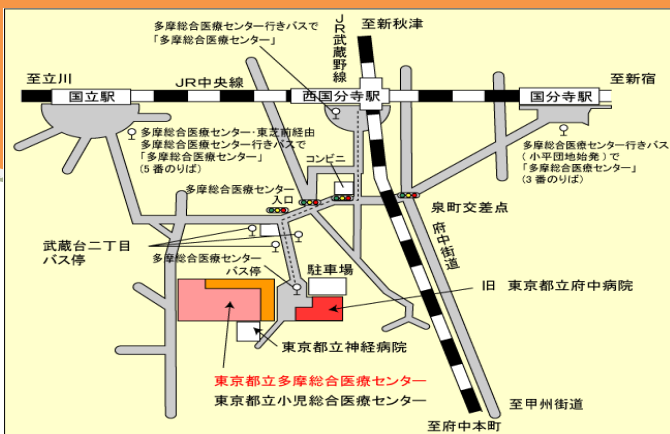 多摩総合医療センター行きバスで
「多摩総合医療センター」
JR武蔵野線
至新秋津
至立川
JR中央線
至新宿
国立駅
西国分寺駅
国分寺駅
多摩総合医療センター・東芝前経由
多摩総合医療センター行きバスで
「多摩総合医療センター」
(5番のりば)
コンビニ
多摩総合医療センター行きバス
(小平団地始発)で
「多摩総合医療センター」
(3番のりば)
多摩総合医療センター
入口
泉町交差点
府中街道
武蔵台二丁目
バス停
多摩総合医療センター
バス停
駐車場
旧 東京都立府中病院
東京都立神経病院
東京都立多摩総合医療センター
東京都立小児総合医療センター
至甲州街道
至府中本町